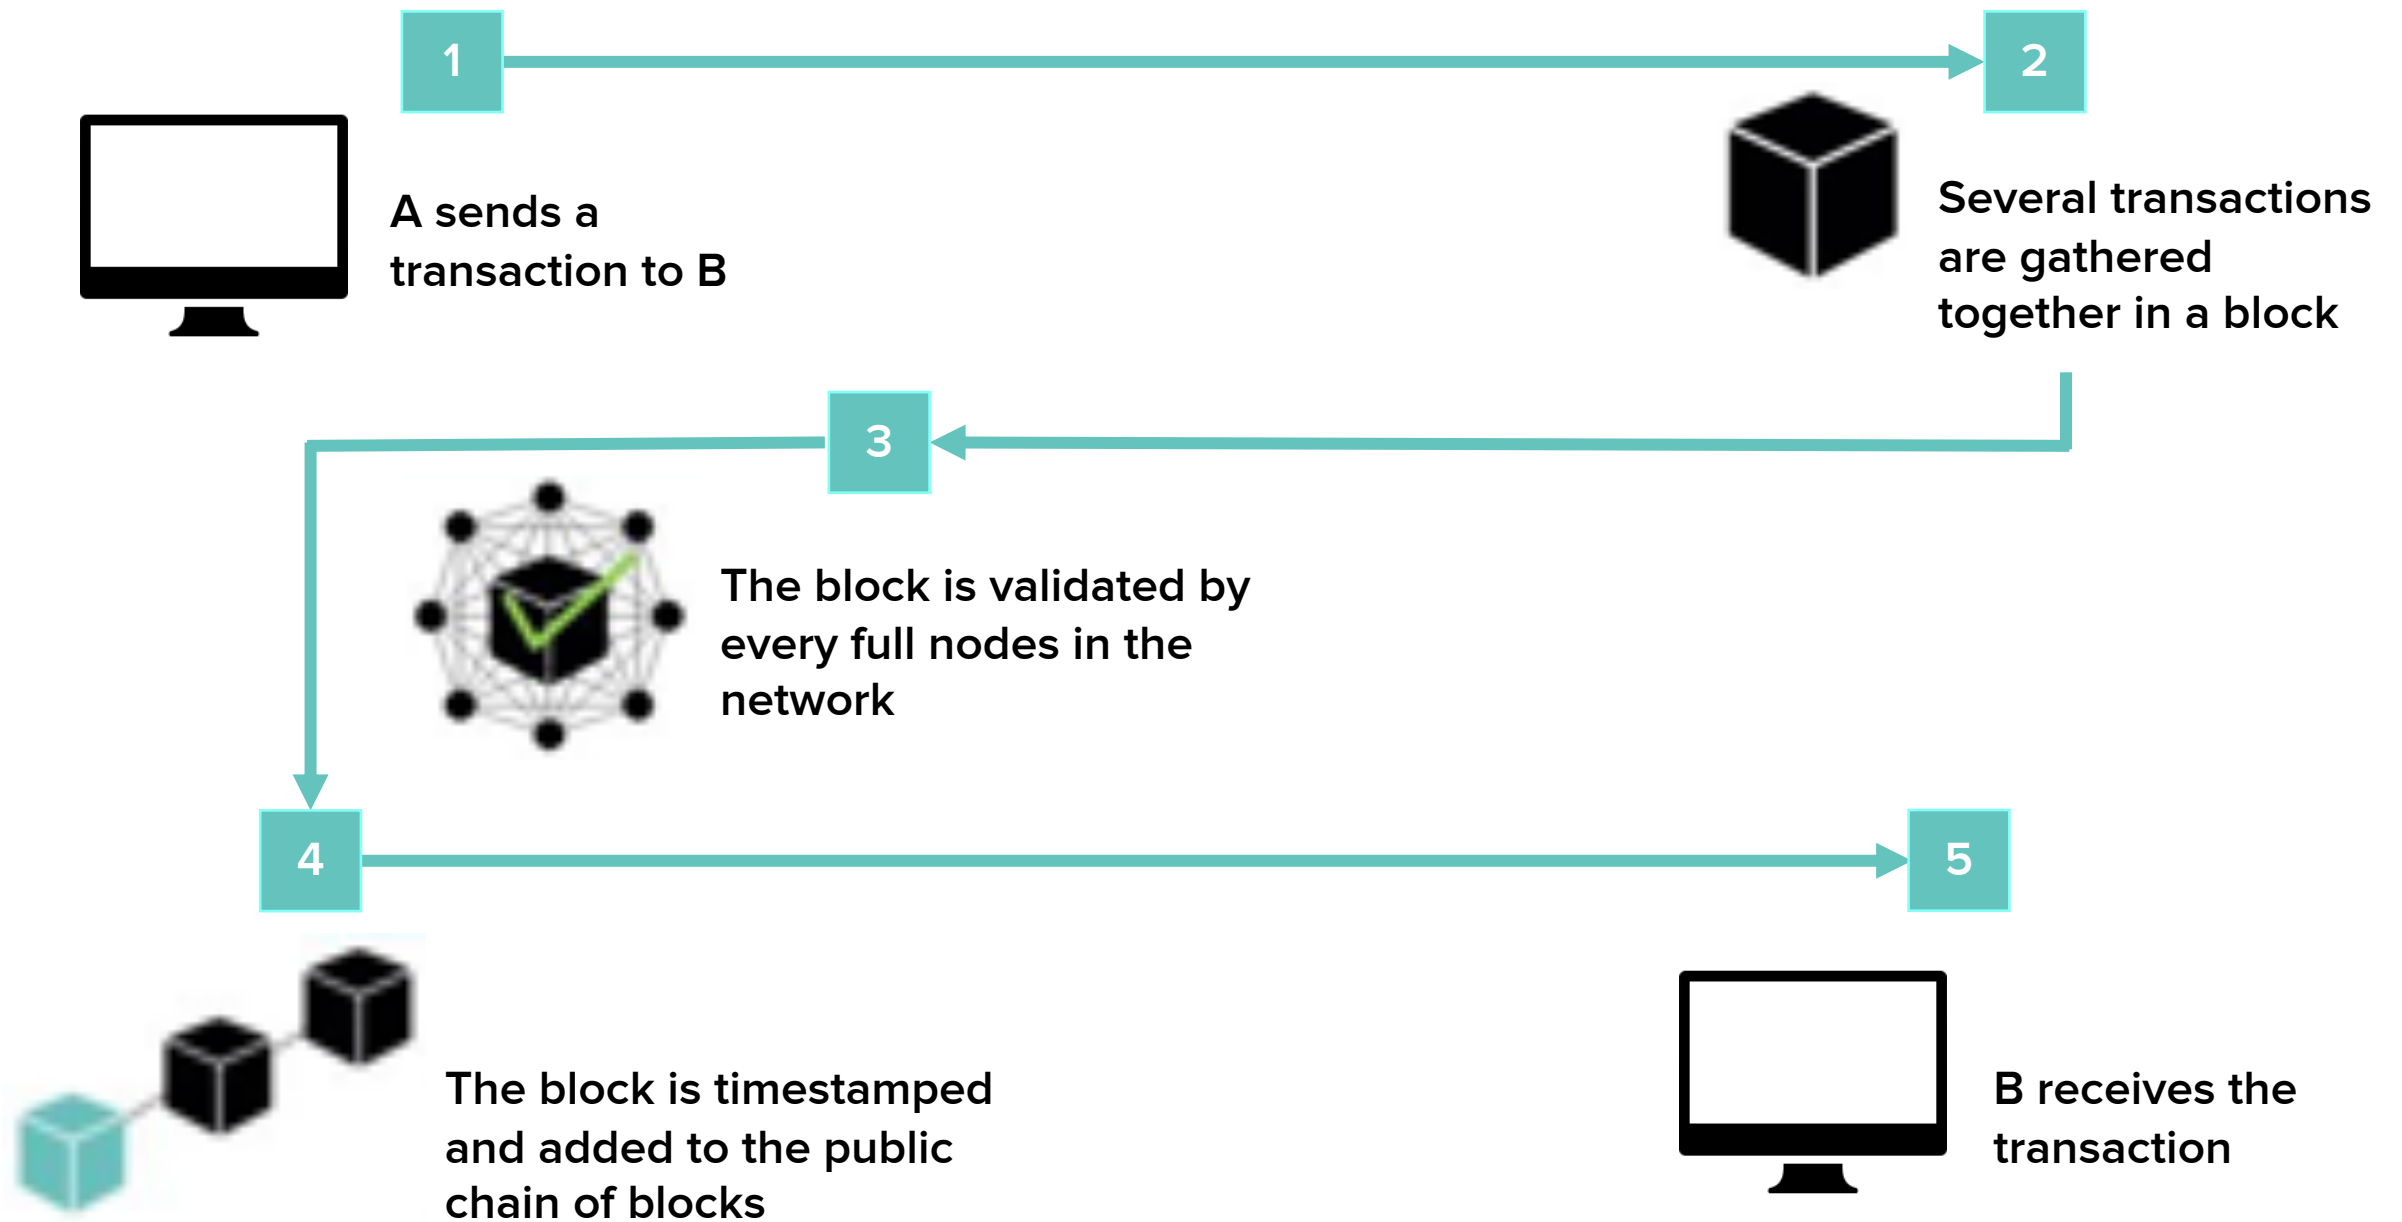 1
2
A sends a
transaction to B
Several transactions
are gathered
together in a block
3
The block is validated by
every full nodes in the
network
4
5
The block is timestamped
and added to the public
chain of blocks
B receives the
transaction